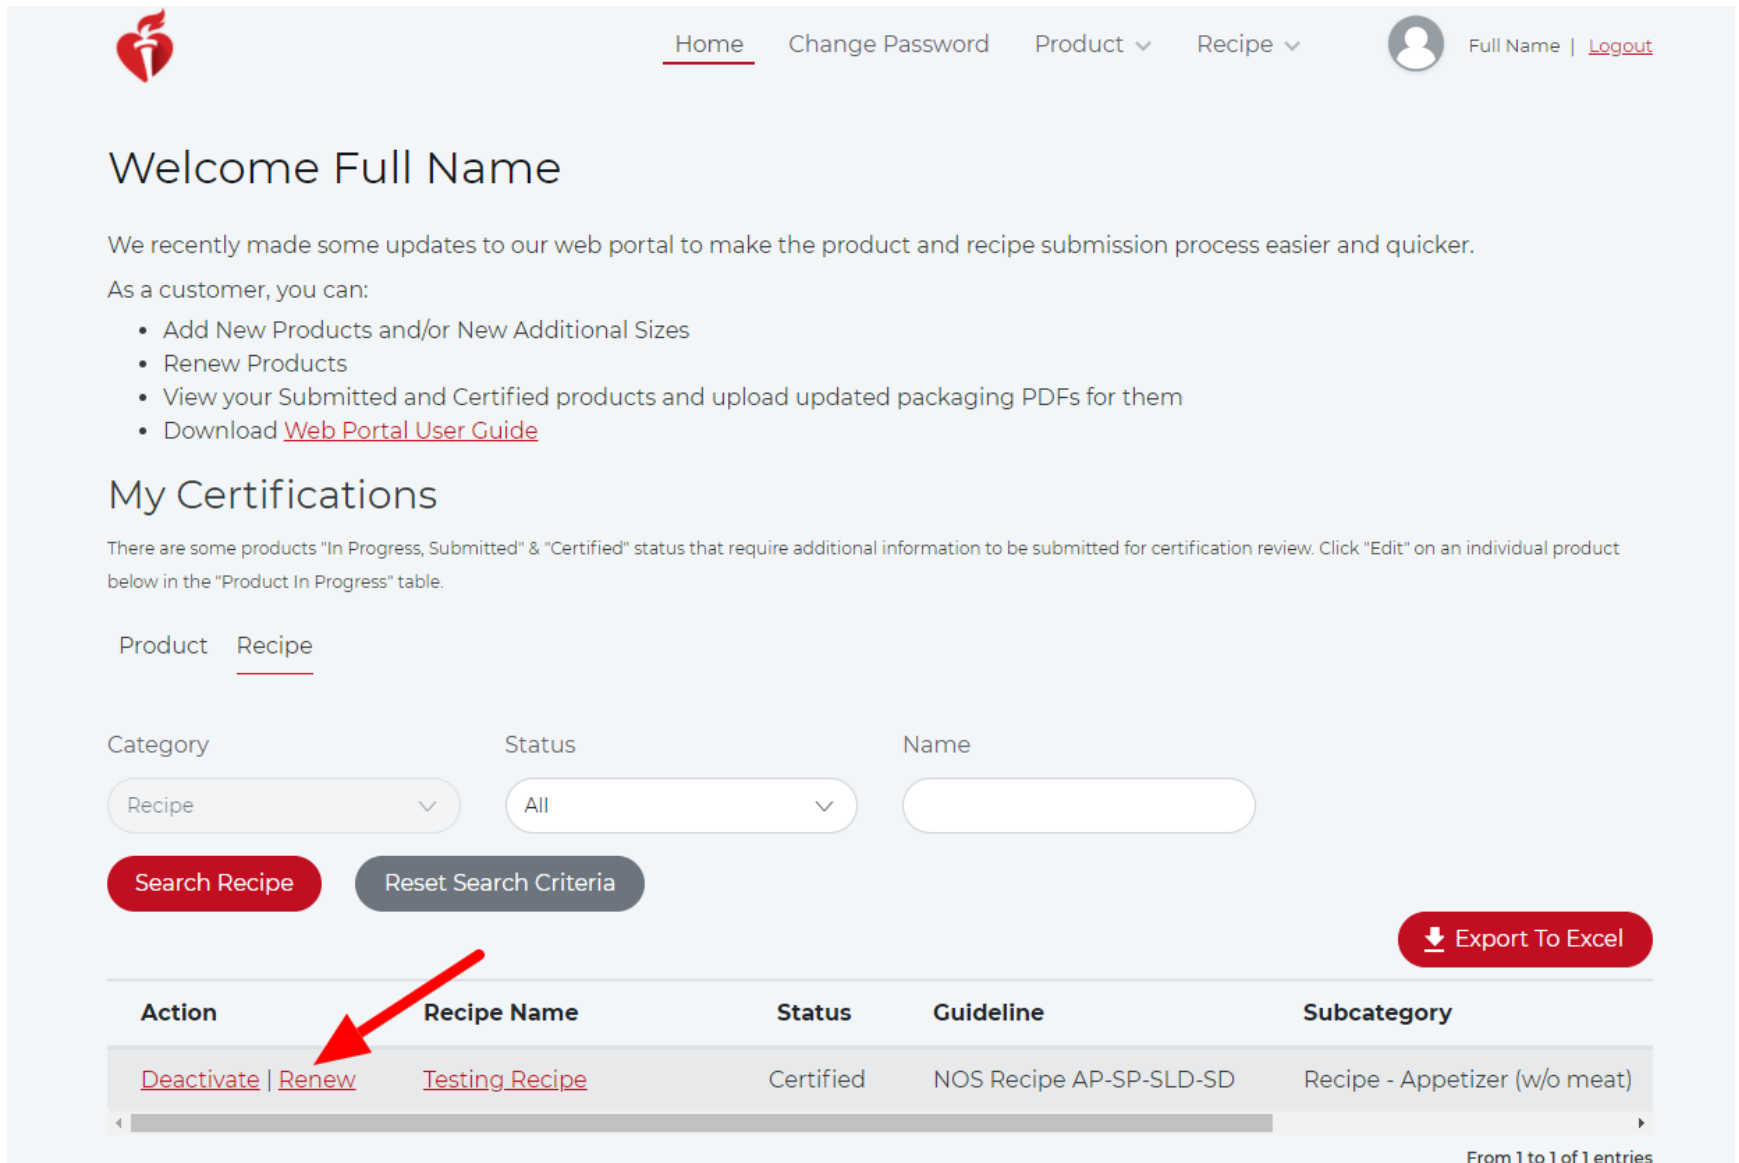 Home Change Password Product Recipe Full Name | Logout
Welcome Full Name
We recently made some updates to our web portal to make the product and recipe submission process easier and quicker.
As a customer, you can:
• Add New Products and/or New Additional Sizes
• Renew Products
• View your Submitted and Certified products and upload updated packaging PDFs for them
• Download Web Portal User Guide
My Certifications
There are some products "In Progress, Submitted" & "Certified" status that require additional information to be submitted for certification review. Click "Edit" on an individual product
below in the "Product In Progress" table.
Product Recipe
Category Status Name
Recipe All
Search Recipe Reset Search Criteria
Export To Excel
Action Recipe Name Status Guideline Subcategory
Deactivate | Renew Testing Recipe Certified NOS Recipe AP-SP-SLD-SD Recipe - Appetizer (w/o meat)
From 1 to 1 of 1 entries